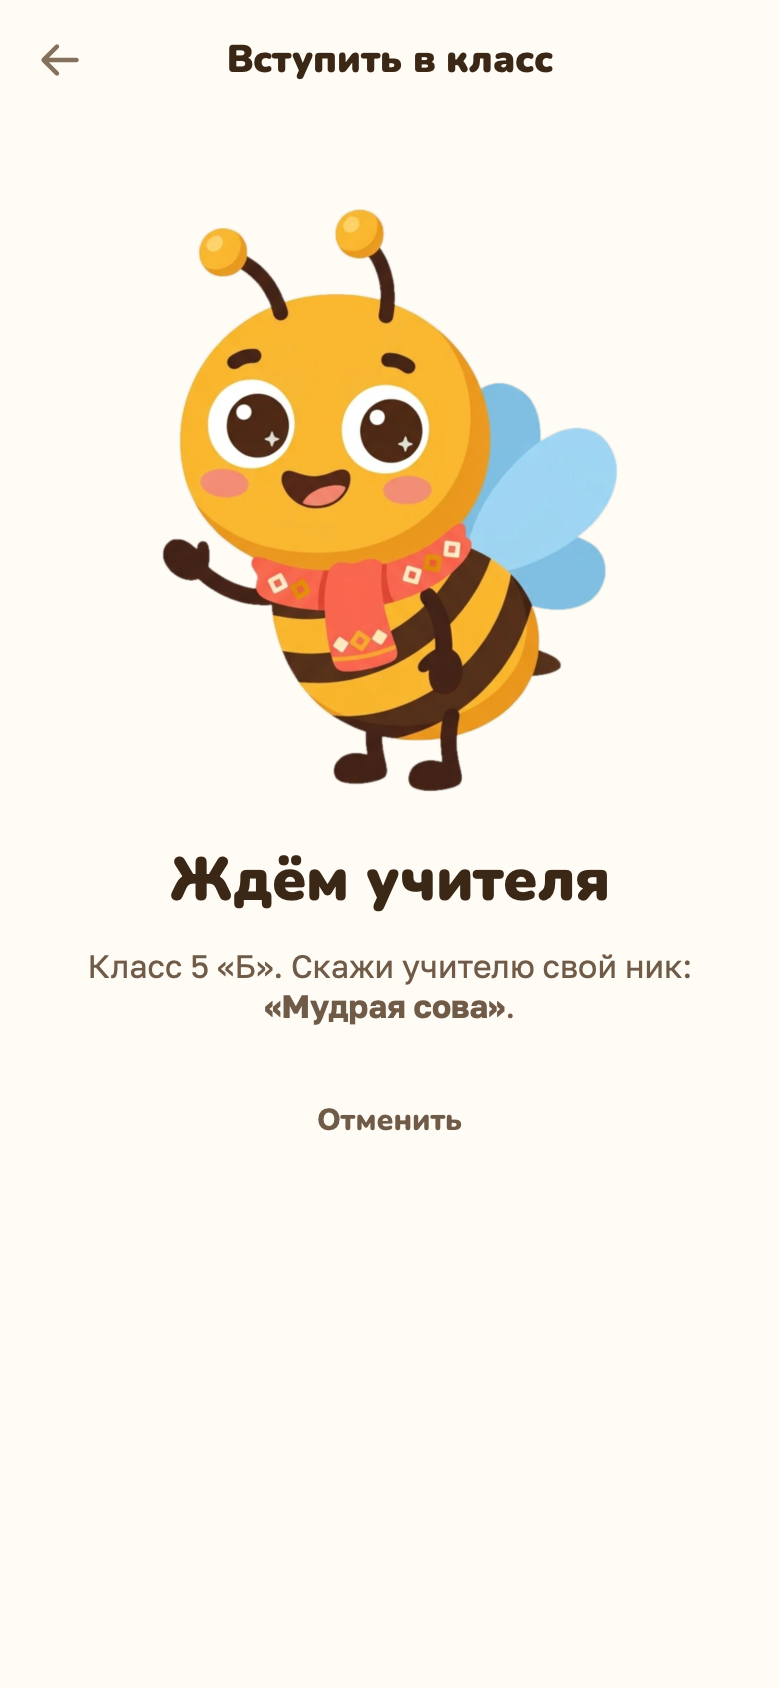 Вступить в класс
Ждём учителя
Класс 5 «Б». Скажи учителю свой ник:
«Мудрая сова».
Отменить